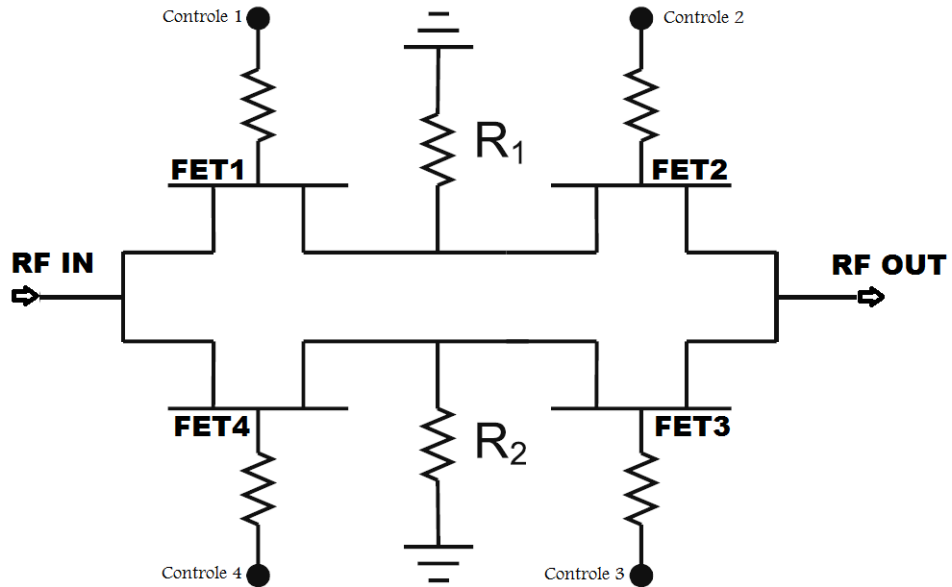 Controle 1
Controle 2
R₁
FET1
FET2
RF IN
RF OUT
FET4
FET3
R₂
Controle 4
Controle 3